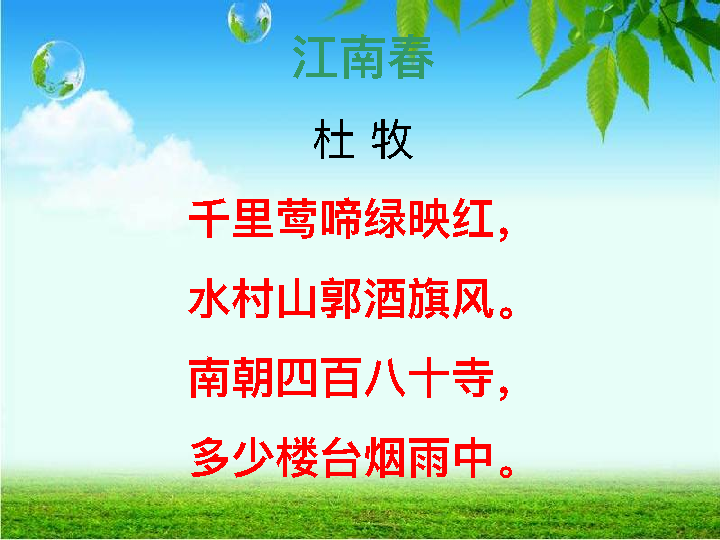 江南春
杜 牧
千里莺啼绿映红，
水村山郭酒旗风。
南朝四百八十寺，
多少楼台烟雨中。